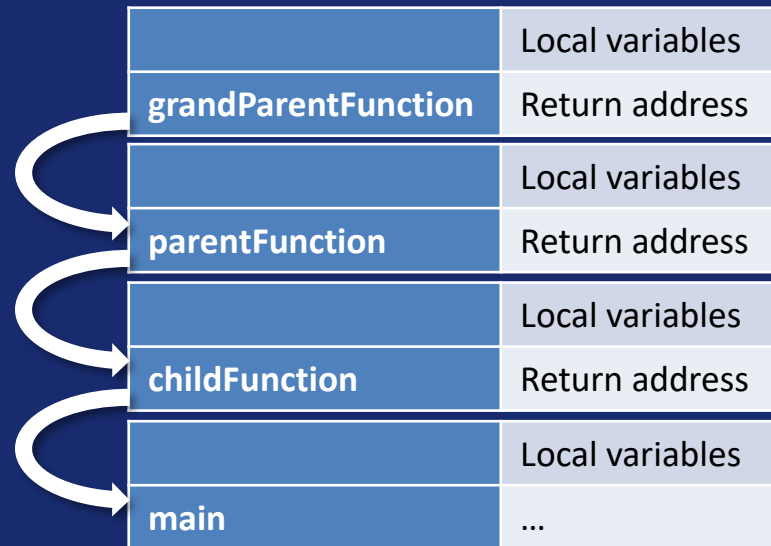 Local variables
grandParentFunction Return address
Local variables
parentFunction Return address
Local variables
childFunction Return address
Local variables
main ...